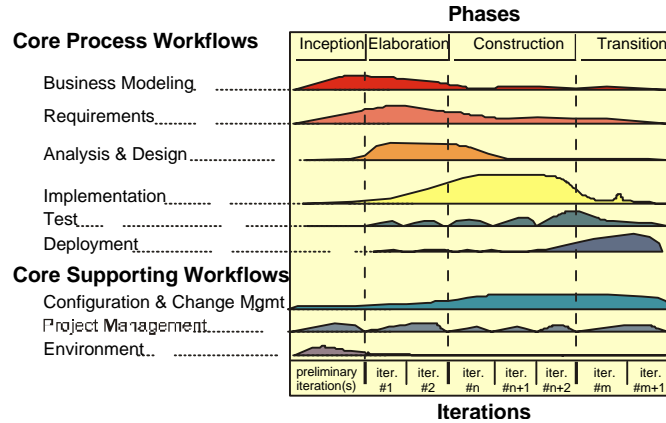 Phases
Core Process Workflows
Inception Elaboration Construction Transition
Business Modeling
Requirements
Analysis & Design
Implementation
Test
Deployment
Core Supporting Workflows
Configuration & Change Mgmt
Project Management
Environment
preliminary iteration(s)
iter. #1
iter. #2
iter. #n
iter. #n+1
iter. #n+2
iter. #m
iter. #m+1
Iterations